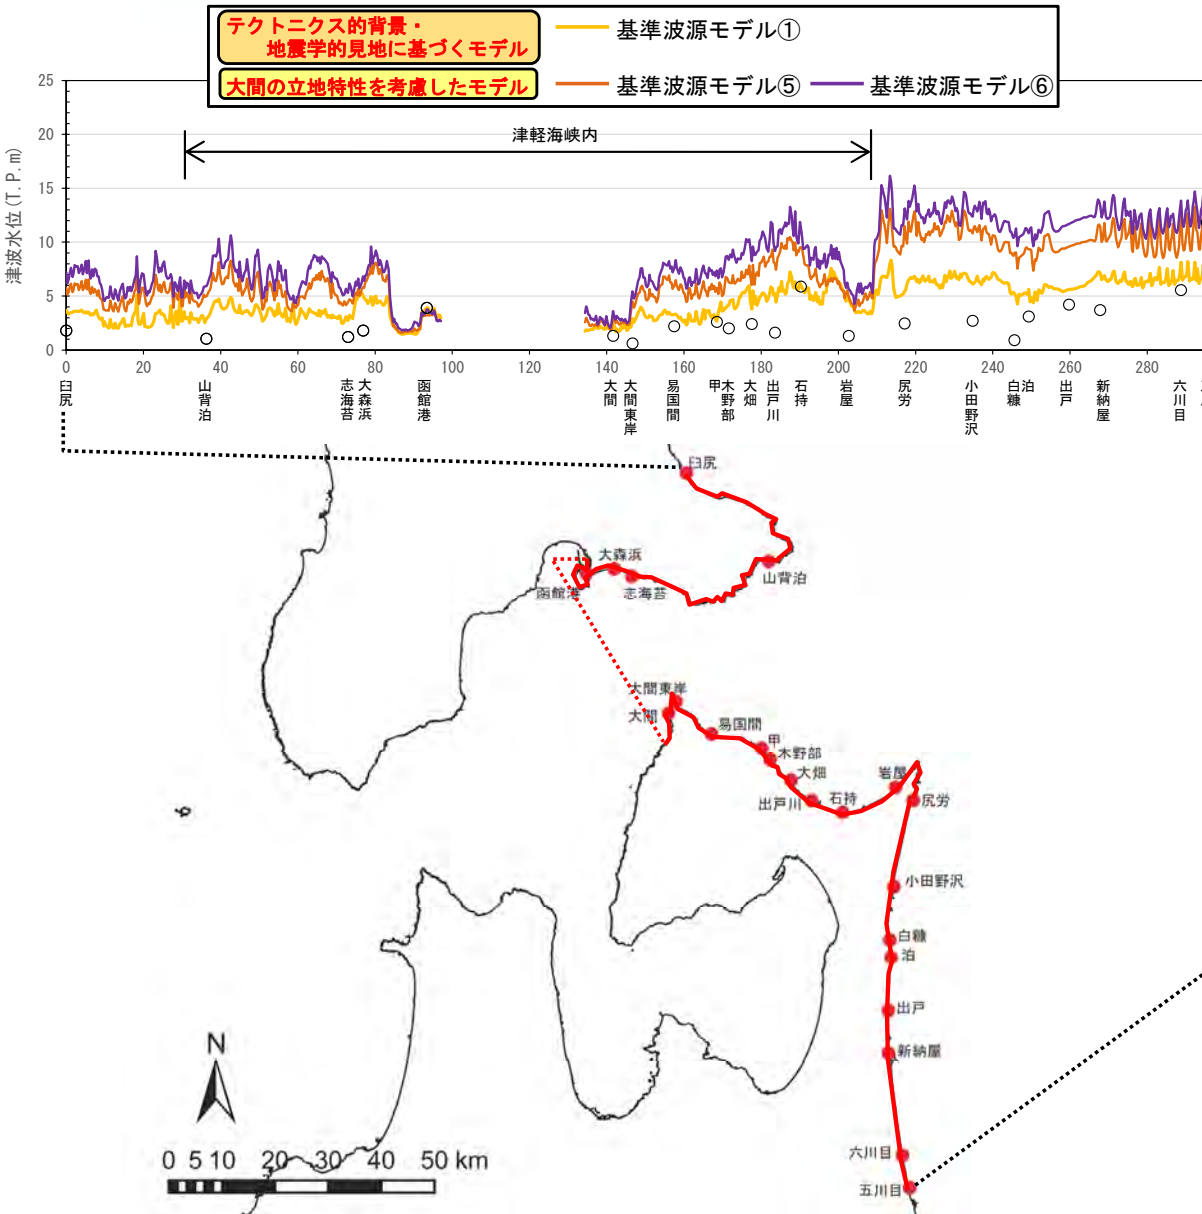 テクトニクス的背景・
地震学的見地に基づくモデル
基準波源モデル①
大間の立地特性を考慮したモデル
基準波源モデル⑤
基準波源モデル⑥
津波水位(T.P.m)
25
20
15
10
5
0
津軽海峡内
0 20 40 60 80 100 120 140 160 180 200 220 240 260 280
臼尻
山背泊
志海苔
大森浜
函館港
大間
大間東岸
易国間
甲
木野部
大畑
出戸川
石持
岩屋
尻労
小田野沢
白糠
泊
出戸
新納屋
六川目
臼尻
大森浜
山背泊
函館港
志海苔
大間東岸
大間
易国間
甲
木野部
大畑
岩屋
出戸川
石持
尻労
小田野沢
白糠
泊
出戸
新納屋
六川目
五川目
N
0 5 10 20 30 40 50 km